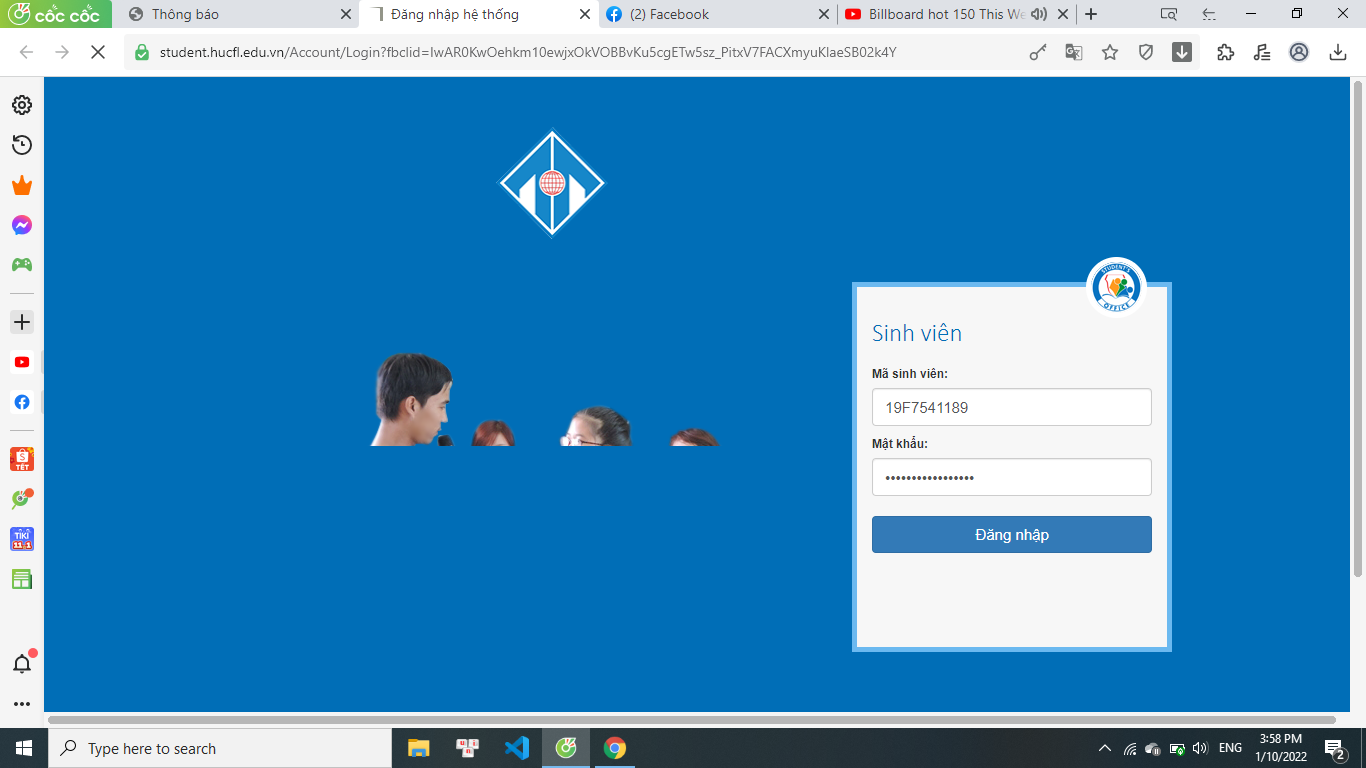 cốc cốc
Thông báo
Đăng nhập hệ thống
(2) Facebook
Billboard hot 150 This We
student.hucfl.edu.vn/Account/Login?fbclid=IwAR0KwOehkm10ewjxOkVOBBvKu5cgETw5sz_PitxV7FACXmyuKlaeSB02k4Y
STUDENT'S
OFFICE
Sinh viên
Mã sinh viên:
19F7541189
Mật khẩu:
•••••••••••••••••
Đăng nhập
TẾT
TIKI
11.1
Type here to search
ENG
3:58 PM
1/10/2022
2